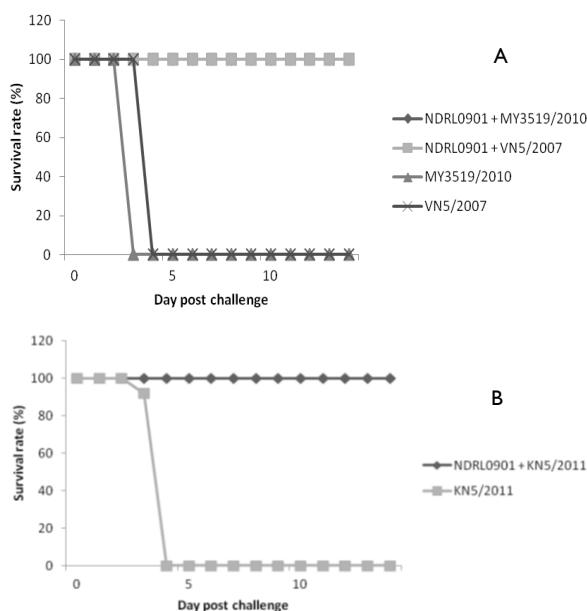 120
100
80
60
40
20
0
0 5 10
Survival rate (%)
Day post challenge
A
NDRL0901 + MY3519/2010
NDRL0901 + VN5/2007
MY3519/2010
VN5/2007
120
100
80
60
40
20
0
0 5 10
Survival rate (%)
Day post challenge
B
NDRL0901 + KN5/2011
KN5/2011